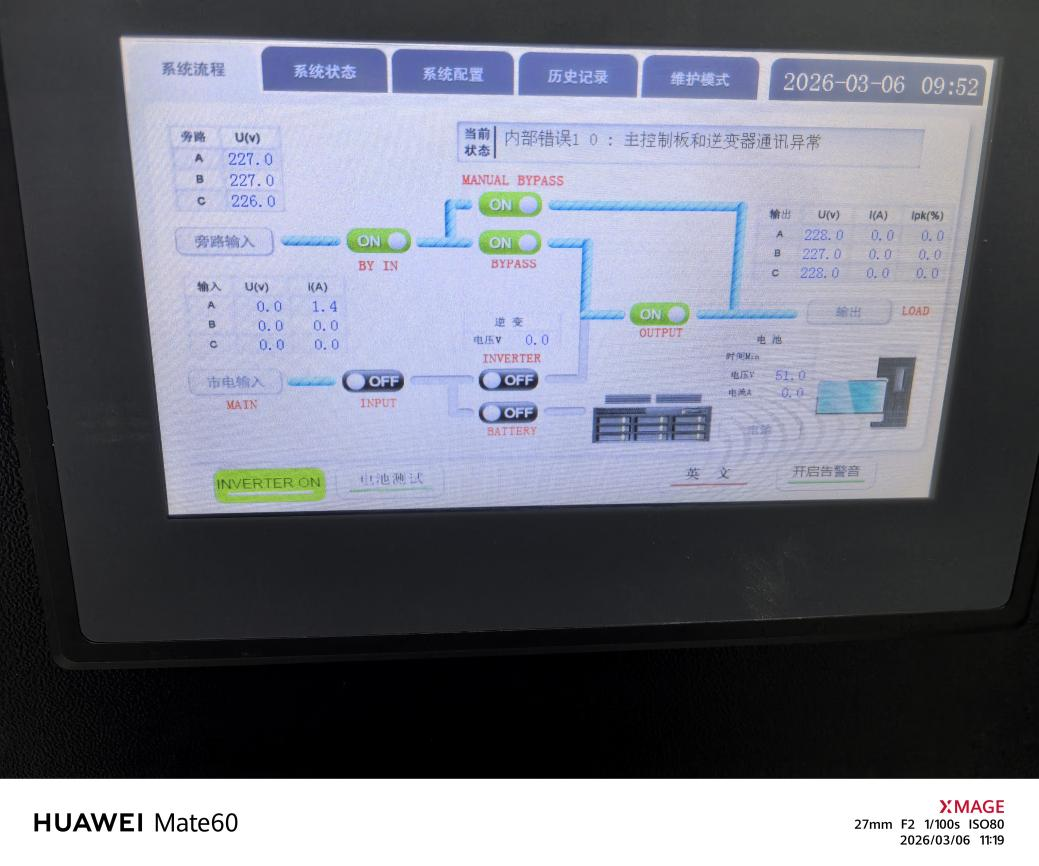 系统流程 系统状态 系统配置 历史记录 维护模式 2026-03-06 09:52
旁路 U(v)
A 227.0
B 227.0
C 226.0
当前状态 内部错误1 0 : 主控制板和逆变器通讯异常
MANUAL BYPASS
ON
旁路输入 ON ON
BY IN BYPASS
输出 U(v) I(A) Ipk(%)
A 228.0 0.0 0.0
B 227.0 0.0 0.0
C 228.0 0.0 0.0
输入 U(v) I(A)
A 0.0 1.4
B 0.0 0.0
C 0.0 0.0
ON 输出 LOAD
OUTPUT
逆变
电压V 0.0
INVERTER
市电输入 OFF OFF
MAIN INPUT
OFF
BATTERY
电池
时间Min
电压V 51.0
电流A 0.0
INVERTER ON 电池测试 英 文 开启告警音
HUAWEI Mate60
XMAGE
27mm F2 1/100s ISO80
2026/03/06 11:19